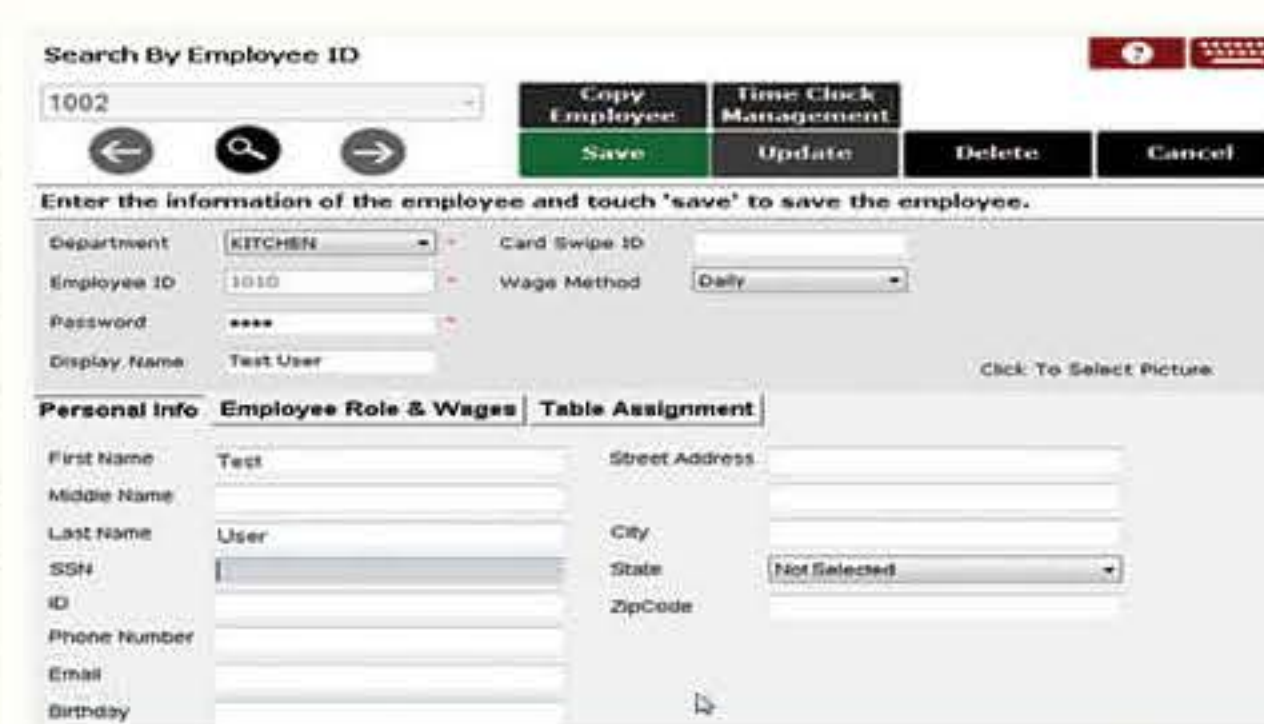 Search By Employee ID
?
1002
Copy Employee
Time Clock Management
Save
Update
Delete
Cancel
Enter the information of the employee and touch 'save' to save the employee.
Department KITCHEN * Card Swipe ID
Employee ID 1010 * Wage Method Daily
Password •••• *
Display Name Test User
Click To Select Picture
Personal Info Employee Role & Wages Table Assignment
First Name Test Street Address
Middle Name
Last Name User City
SSN State Not Selected
ID ZipCode
Phone Number
Email
Birthday